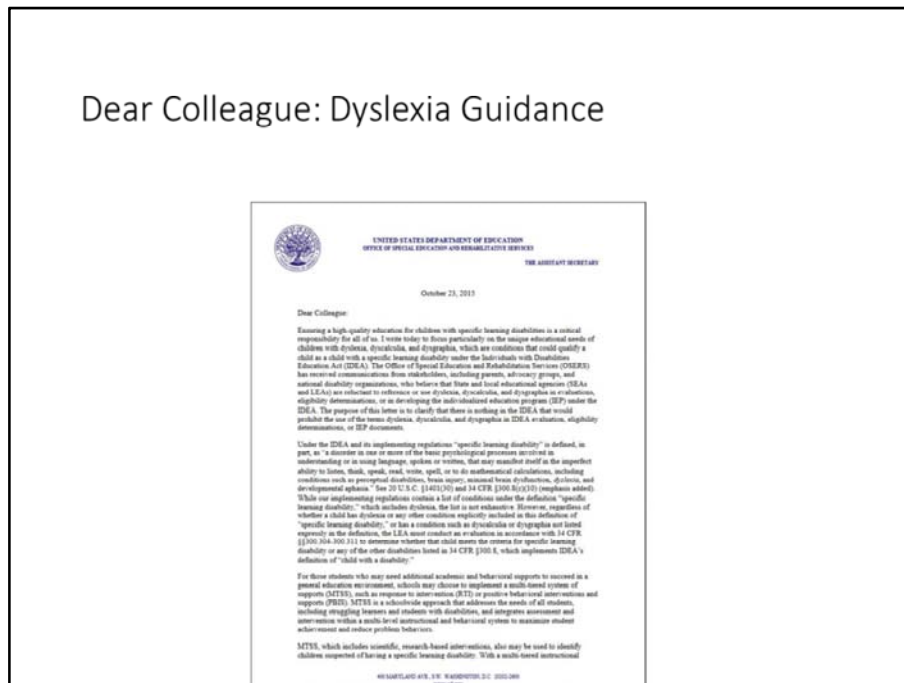 Dear Colleague: Dyslexia Guidance
UNITED STATES DEPARTMENT OF EDUCATION
OFFICE OF SPECIAL EDUCATION AND REHABILITATIVE SERVICES
THE ASSISTANT SECRETARY
October 23, 2015
Dear Colleague:
Ensuring a high-quality education for children with specific learning disabilities is a critical
responsibility for all of us. I write today to focus particularly on the unique educational needs of
children with dyslexia, dyscalculia, and dysgraphia, which are conditions that could qualify a
child as a child with a specific learning disability under the Individuals with Disabilities
Education Act (IDEA). The Office of Special Education and Rehabilitative Services (OSERS)
has received communications from stakeholders, including parents, advocacy groups, and
national disability organizations, who believe that State and local educational agencies (SEAs
and LEAs) are reluctant to reference or use dyslexia, dyscalculia, and dysgraphia in evaluations,
eligibility determinations, or in developing the individualized education program (IEP) under the
IDEA. The purpose of this letter is to clarify that there is nothing in the IDEA that would
prohibit the use of the terms dyslexia, dyscalculia, and dysgraphia in IDEA evaluation, eligibility
determinations, or IEP documents.
Under the IDEA and its implementing regulations "specific learning disability" is defined, in
part, as "a disorder in one or more of the basic psychological processes involved in
understanding or in using language, spoken or written, that may manifest itself in the imperfect
ability to listen, think, speak, read, write, spell, or to do mathematical calculations, including
conditions such as perceptual disabilities, brain injury, minimal brain dysfunction, dyslexia, and
developmental aphasia." See 20 U.S.C. §1401(30) and 34 CFR §300.8(c)(10) (emphasis added).
While our implementing regulations contain a list of conditions under the definition "specific
learning disability," which includes dyslexia, the list is not exhaustive. However, regardless of
whether a child has dyslexia or any other condition explicitly included in this definition of
"specific learning disability," or has a condition such as dyscalculia or dysgraphia not listed
expressly in the definition, the LEA must conduct an evaluation in accordance with 34 CFR
§§300.304-300.311 to determine whether that child meets the criteria for specific learning
disability or any of the other disabilities listed in 34 CFR §300.8, which implements IDEA's
definition of "child with a disability."
For those students who may need additional academic and behavioral supports to succeed in a
general education environment, schools may choose to implement a multi-tiered system of
supports (MTSS), such as response to intervention (RTI) or positive behavioral interventions and
supports (PBIS). MTSS is a schoolwide approach that addresses the needs of all students,
including struggling learners and students with disabilities, and integrates assessment and
intervention within a multi-level instructional and behavioral system to maximize student
achievement and reduce problem behaviors.
MTSS, which includes scientific, research-based interventions, also may be used to identify
children suspected of having a specific learning disability. With a multi-tiered instructional
400 MARYLAND AVE., S.W. WASHINGTON, D.C. 20202-2600